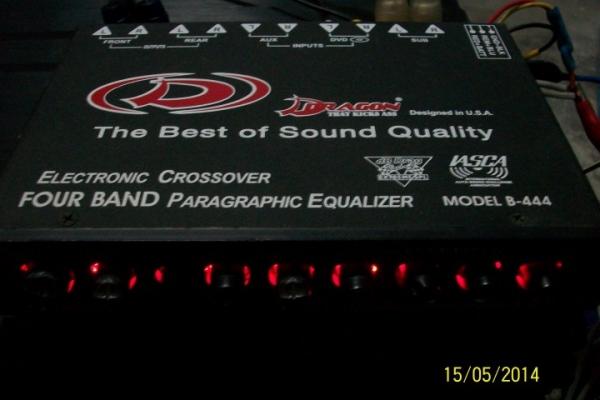 FRONT REAR AUX INPUTS DVD SUB
DRAGON®
THAT KICKS ASS
Designed in U.S.A.
The Best of Sound Quality
ELECTRONIC CROSSOVER
FOUR BAND PARAGRAPHIC EQUALIZER
IASCA
MODEL B-444
15/05/2014